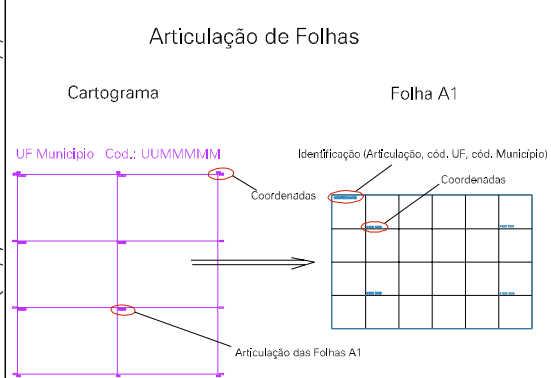 Articulação de Folhas
Cartograma
Folha A1
UF Municipio Cod.: UUMMMMM
Identificação (Articulação, cód. UF, cód. Município)
Coordenadas
Coordenadas
Articulação das Folhas A1